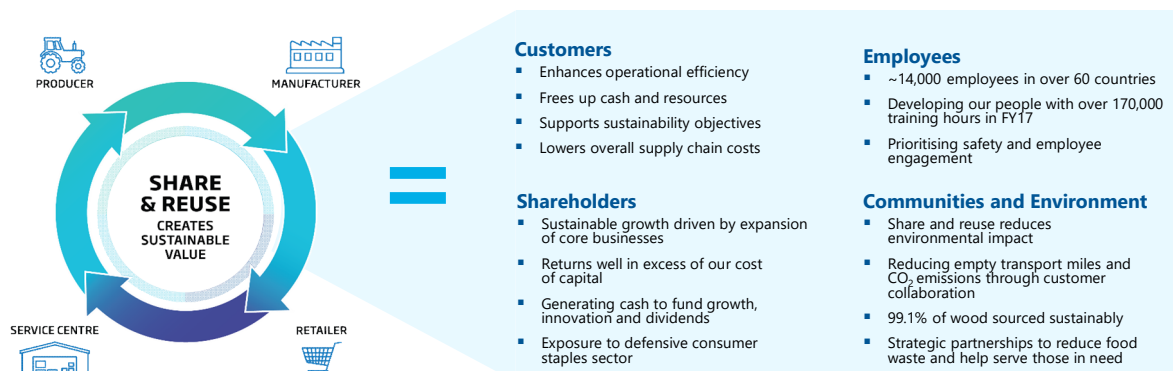 PRODUCER
MANUFACTURER
SHARE
& REUSE
CREATES
SUSTAINABLE
VALUE
SERVICE CENTRE
RETAILER
Customers
▪ Enhances operational efficiency
▪ Frees up cash and resources
▪ Supports sustainability objectives
▪ Lowers overall supply chain costs
Shareholders
▪ Sustainable growth driven by expansion
of core businesses
▪ Returns well in excess of our cost
of capital
▪ Generating cash to fund growth,
innovation and dividends
▪ Exposure to defensive consumer
staples sector
Employees
▪ ~14,000 employees in over 60 countries
▪ Developing our people with over 170,000
training hours in FY17
▪ Prioritising safety and employee
engagement
Communities and Environment
▪ Share and reuse reduces
environmental impact
▪ Reducing empty transport miles and
CO₂ emissions through customer
collaboration
▪ 99.1% of wood sourced sustainably
▪ Strategic partnerships to reduce food
waste and help serve those in need